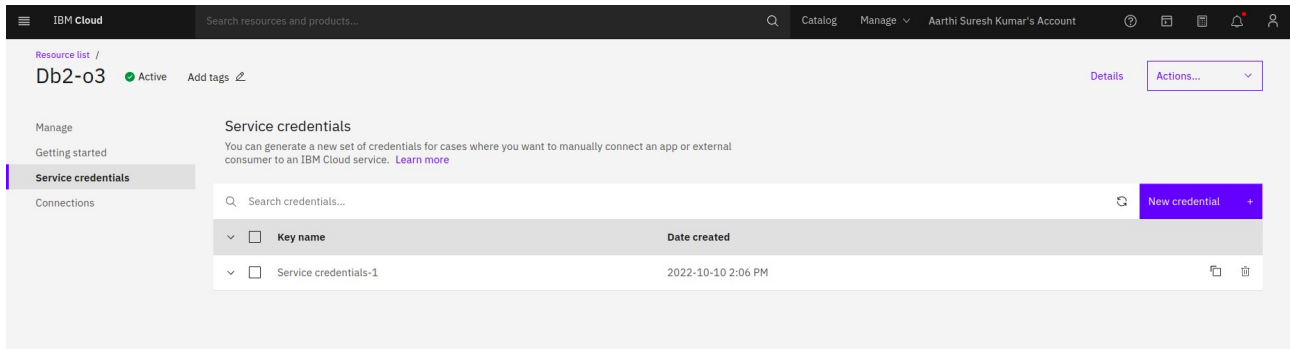 IBM Cloud
Search resources and products...
Catalog
Manage
Aarthi Suresh Kumar's Account
Resource list /
Db2-o3
Active
Add tags
Details
Actions...
Manage
Getting started
Service credentials
Connections
Service credentials
You can generate a new set of credentials for cases where you want to manually connect an app or external
consumer to an IBM Cloud service. Learn more
Search credentials...
New credential +
Key name
Date created
Service credentials-1
2022-10-10 2:06 PM